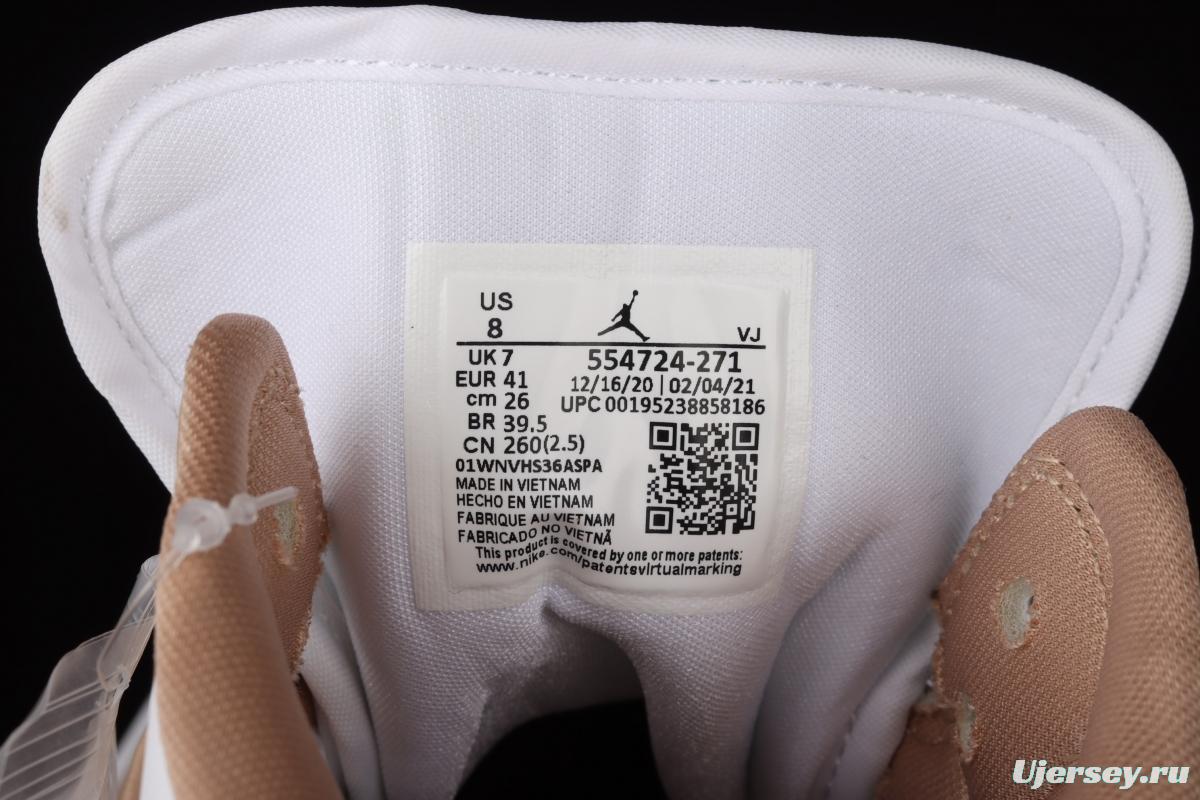 US
8
VJ
UK 7
554724-271
EUR 41
12/16/20 | 02/04/21
cm 26
UPC 00195238858186
BR 39.5
CN 260(2.5)
01WNVHS36ASPA
MADE IN VIETNAM
HECHO EN VIETNAM
FABRIQUE AU VIETNAM
FABRICADO NO VIETNÃ
This product is covered by one or more patents:
www.nike.com/patentsvirtualmarking
Ujersey.ru